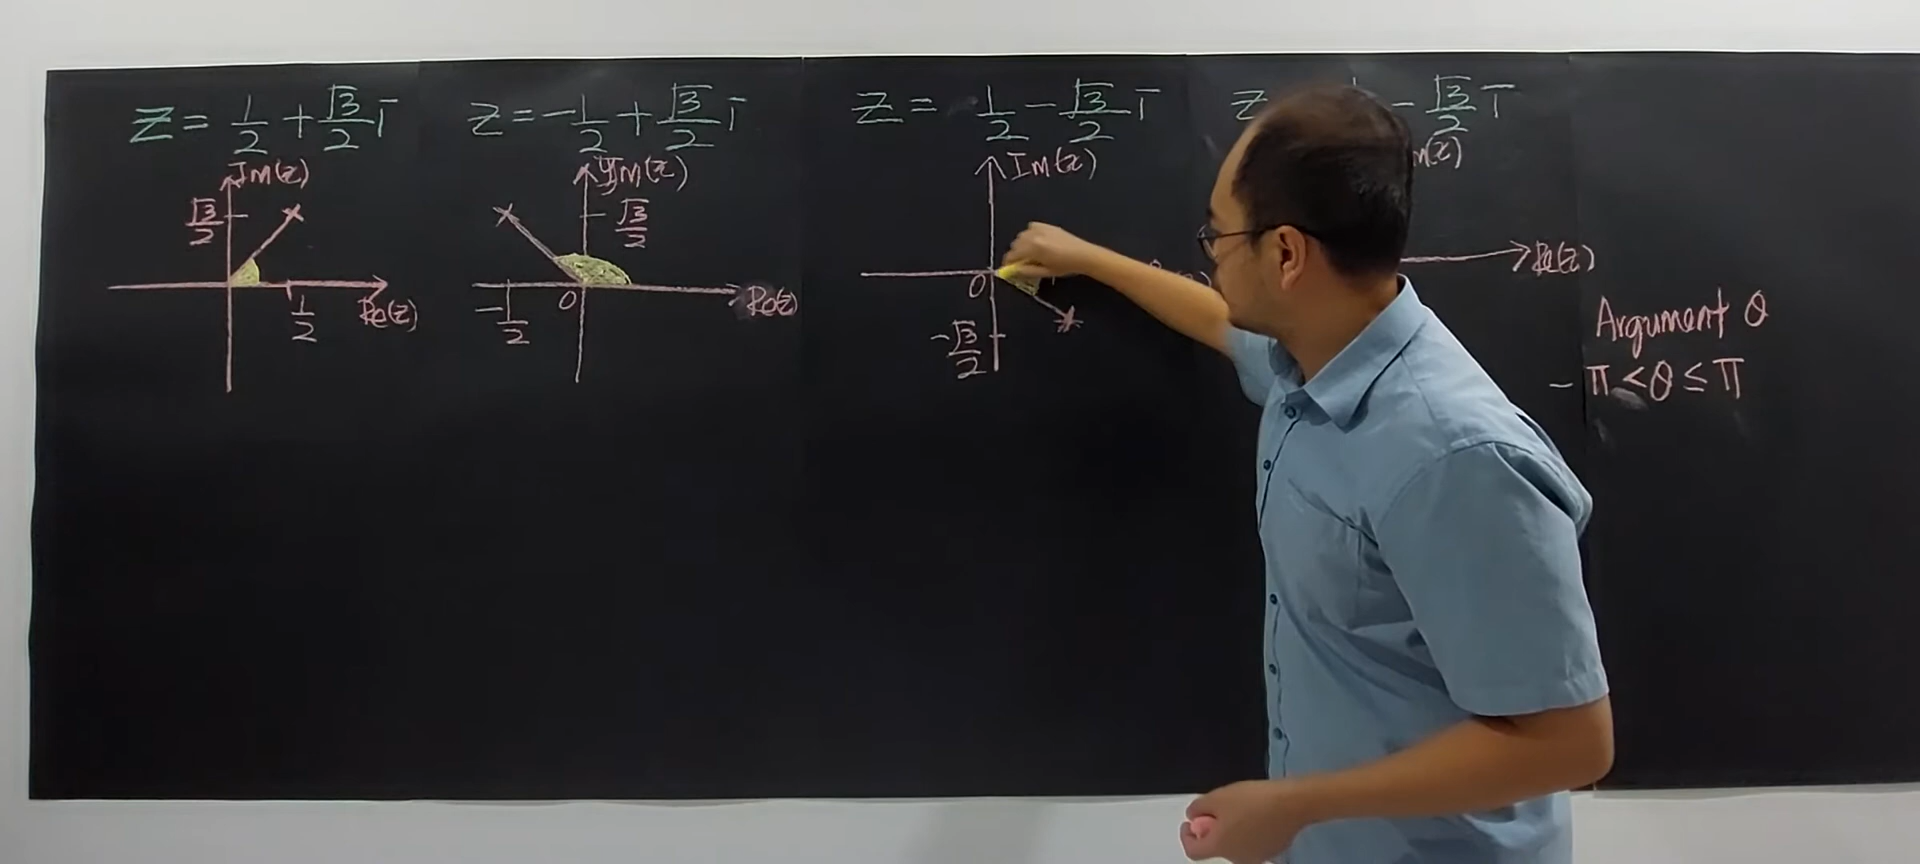 Z = 1/2 + √3/2 i
Im(z)
√3/2
1/2
Re(z)
Z = -1/2 + √3/2 i
Im(z)
√3/2
-1/2
0
Re(z)
Z = 1/2 - √3/2 i
Im(z)
0
-√3/2
Z - √3/2 i
m(z)
Re(z)
Argument θ
-π < θ ≤ π